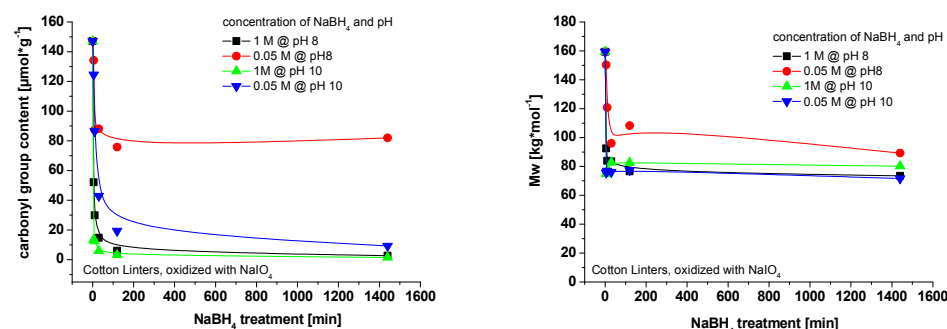 concentration of NaBH4 and pH
1 M @ pH 8
0.05 M @ pH8
1M @ pH 10
0.05 M @ pH 10
160
140
120
100
80
60
40
20
0
carbonyl group content [µmol*g-1]
Cotton Linters, oxidized with NaIO4
0 200 400 600 800 1000 1200 1400 1600
NaBH4 treatment [min]
concentration of NaBH4 and pH
1 M @ pH 8
0.05 M @ pH8
1M @ pH 10
0.05 M @ pH 10
180
160
140
120
100
80
60
40
20
0
Mw [kg*mol-1]
Cotton Linters, oxidized with NaIO4
0 200 400 600 800 1000 1200 1400 1600
NaBH4 treatment [min]